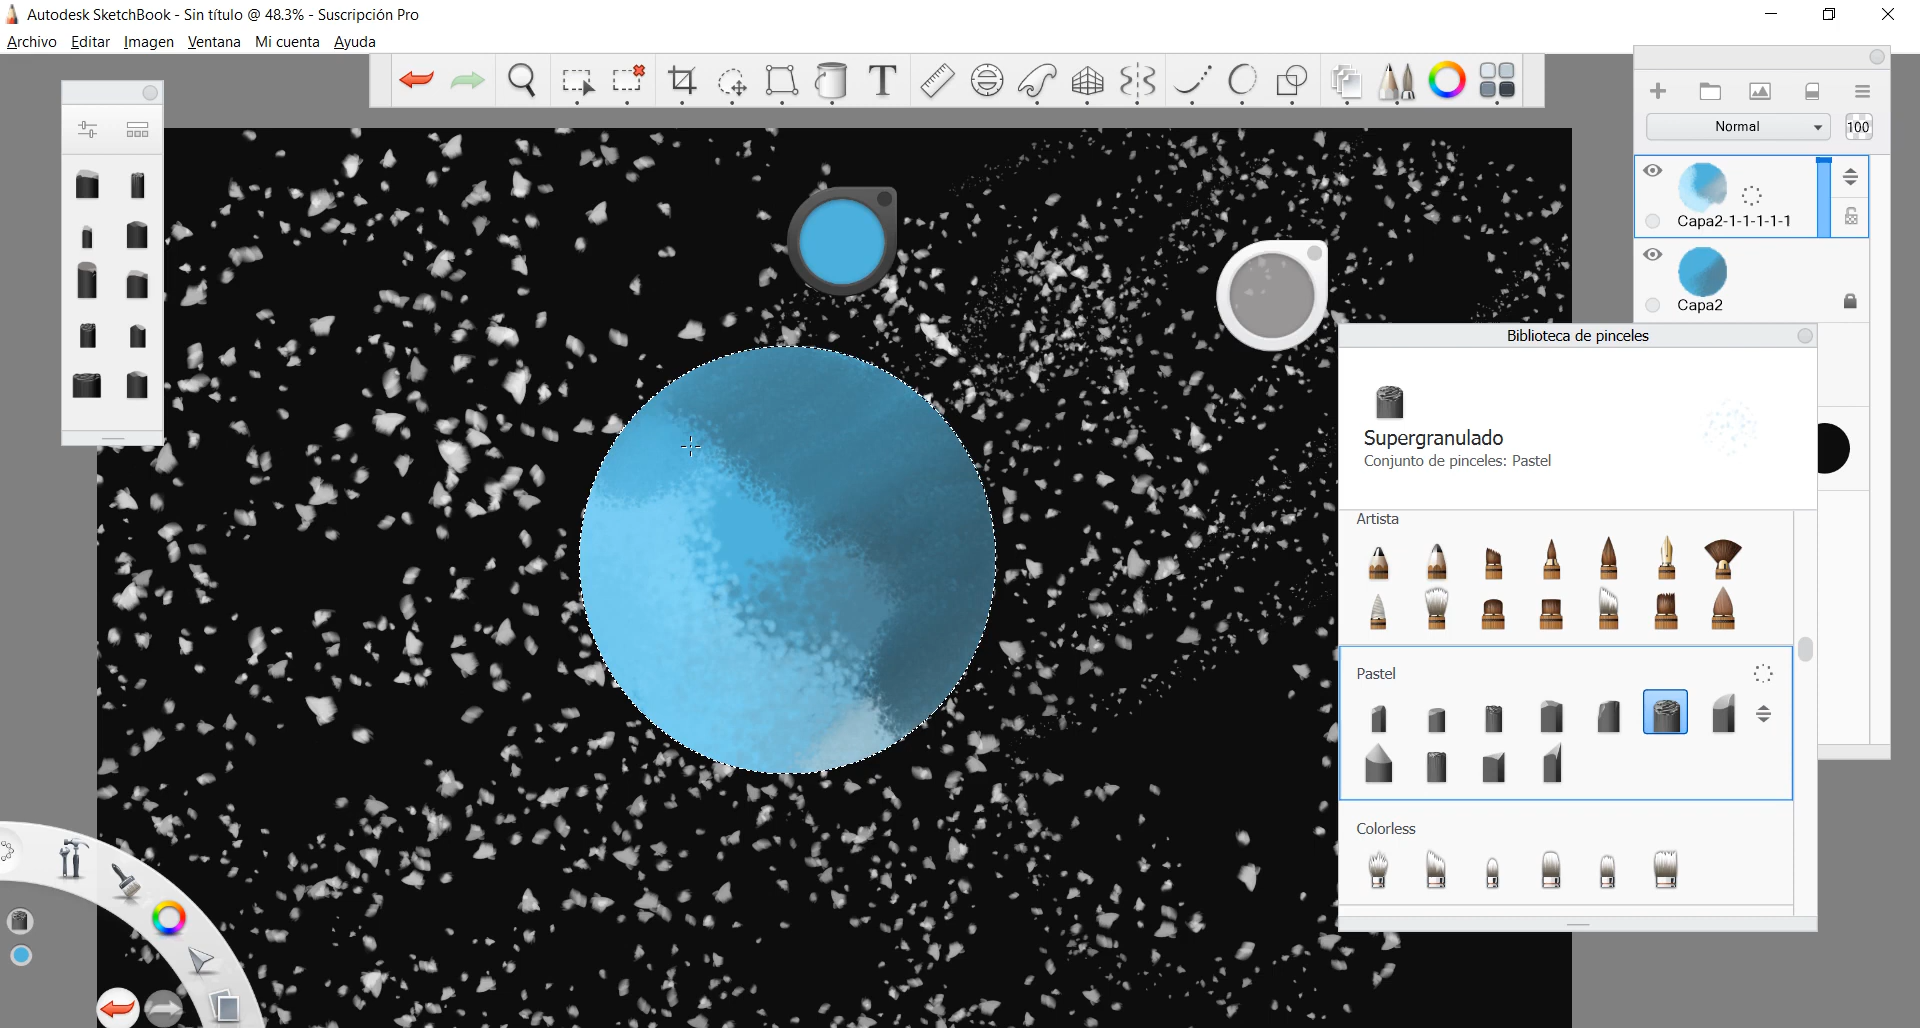 Autodesk SketchBook - Sin título @ 48.3% - Suscripción Pro
Archivo Editar Imagen Ventana Mi cuenta Ayuda
T
Normal 100
Capa2-1-1-1-1-1
Capa2
Biblioteca de pinceles
Supergranulado
Conjunto de pinceles: Pastel
Artista
Pastel
Colorless